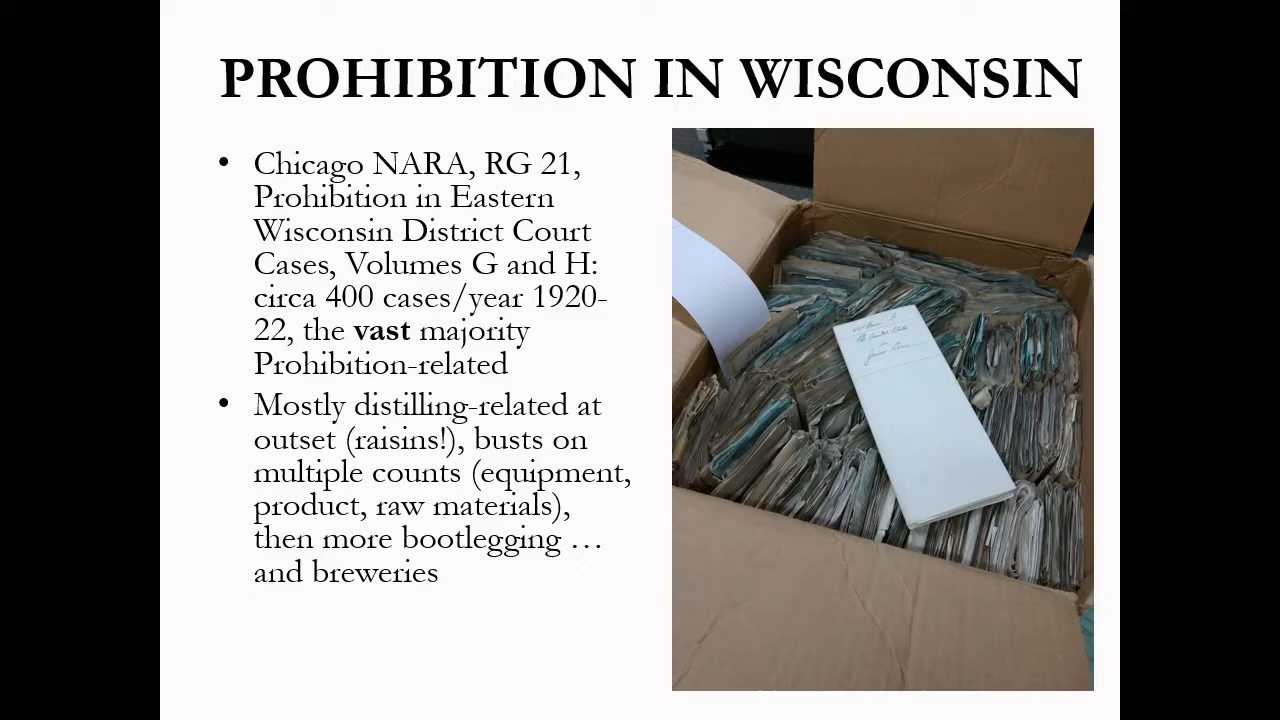 PROHIBITION IN WISCONSIN
• Chicago NARA, RG 21,
Prohibition in Eastern
Wisconsin District Court
Cases, Volumes G and H:
circa 400 cases/year 1920-
22, the vast majority
Prohibition-related
• Mostly distilling-related at
outset (raisins!), busts on
multiple counts (equipment,
product, raw materials),
then more bootlegging …
and breweries